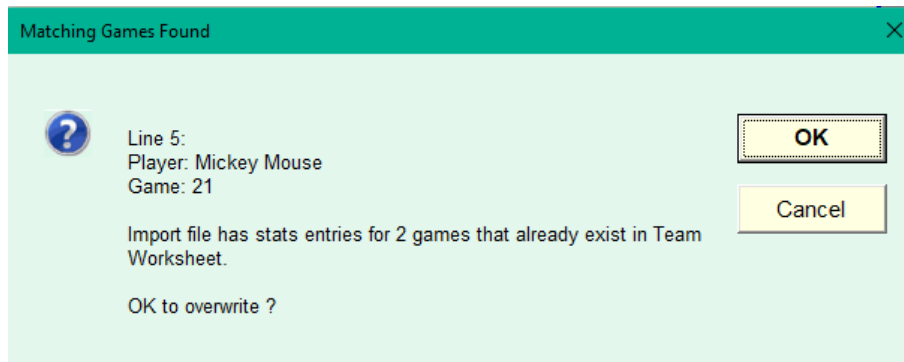 Matching Games Found
Line 5:
Player: Mickey Mouse
Game: 21
Import file has stats entries for 2 games that already exist in Team
Worksheet.
OK to overwrite ?
OK
Cancel